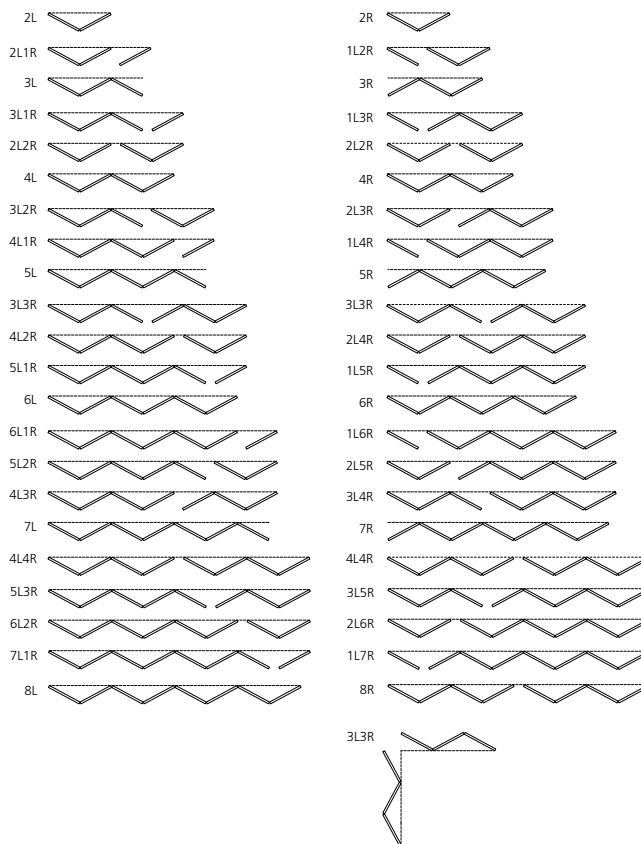 2L 2R
2L1R 1L2R
3L 3R
3L1R 1L3R
2L2R 2L2R
4L 4R
3L2R 2L3R
4L1R 1L4R
5L 5R
3L3R 3L3R
4L2R 2L4R
5L1R 1L5R
6L 6R
6L1R 1L6R
5L2R 2L5R
4L3R 3L4R
7L 7R
4L4R 4L4R
5L3R 3L5R
6L2R 2L6R
7L1R 1L7R
8L 8R
3L3R